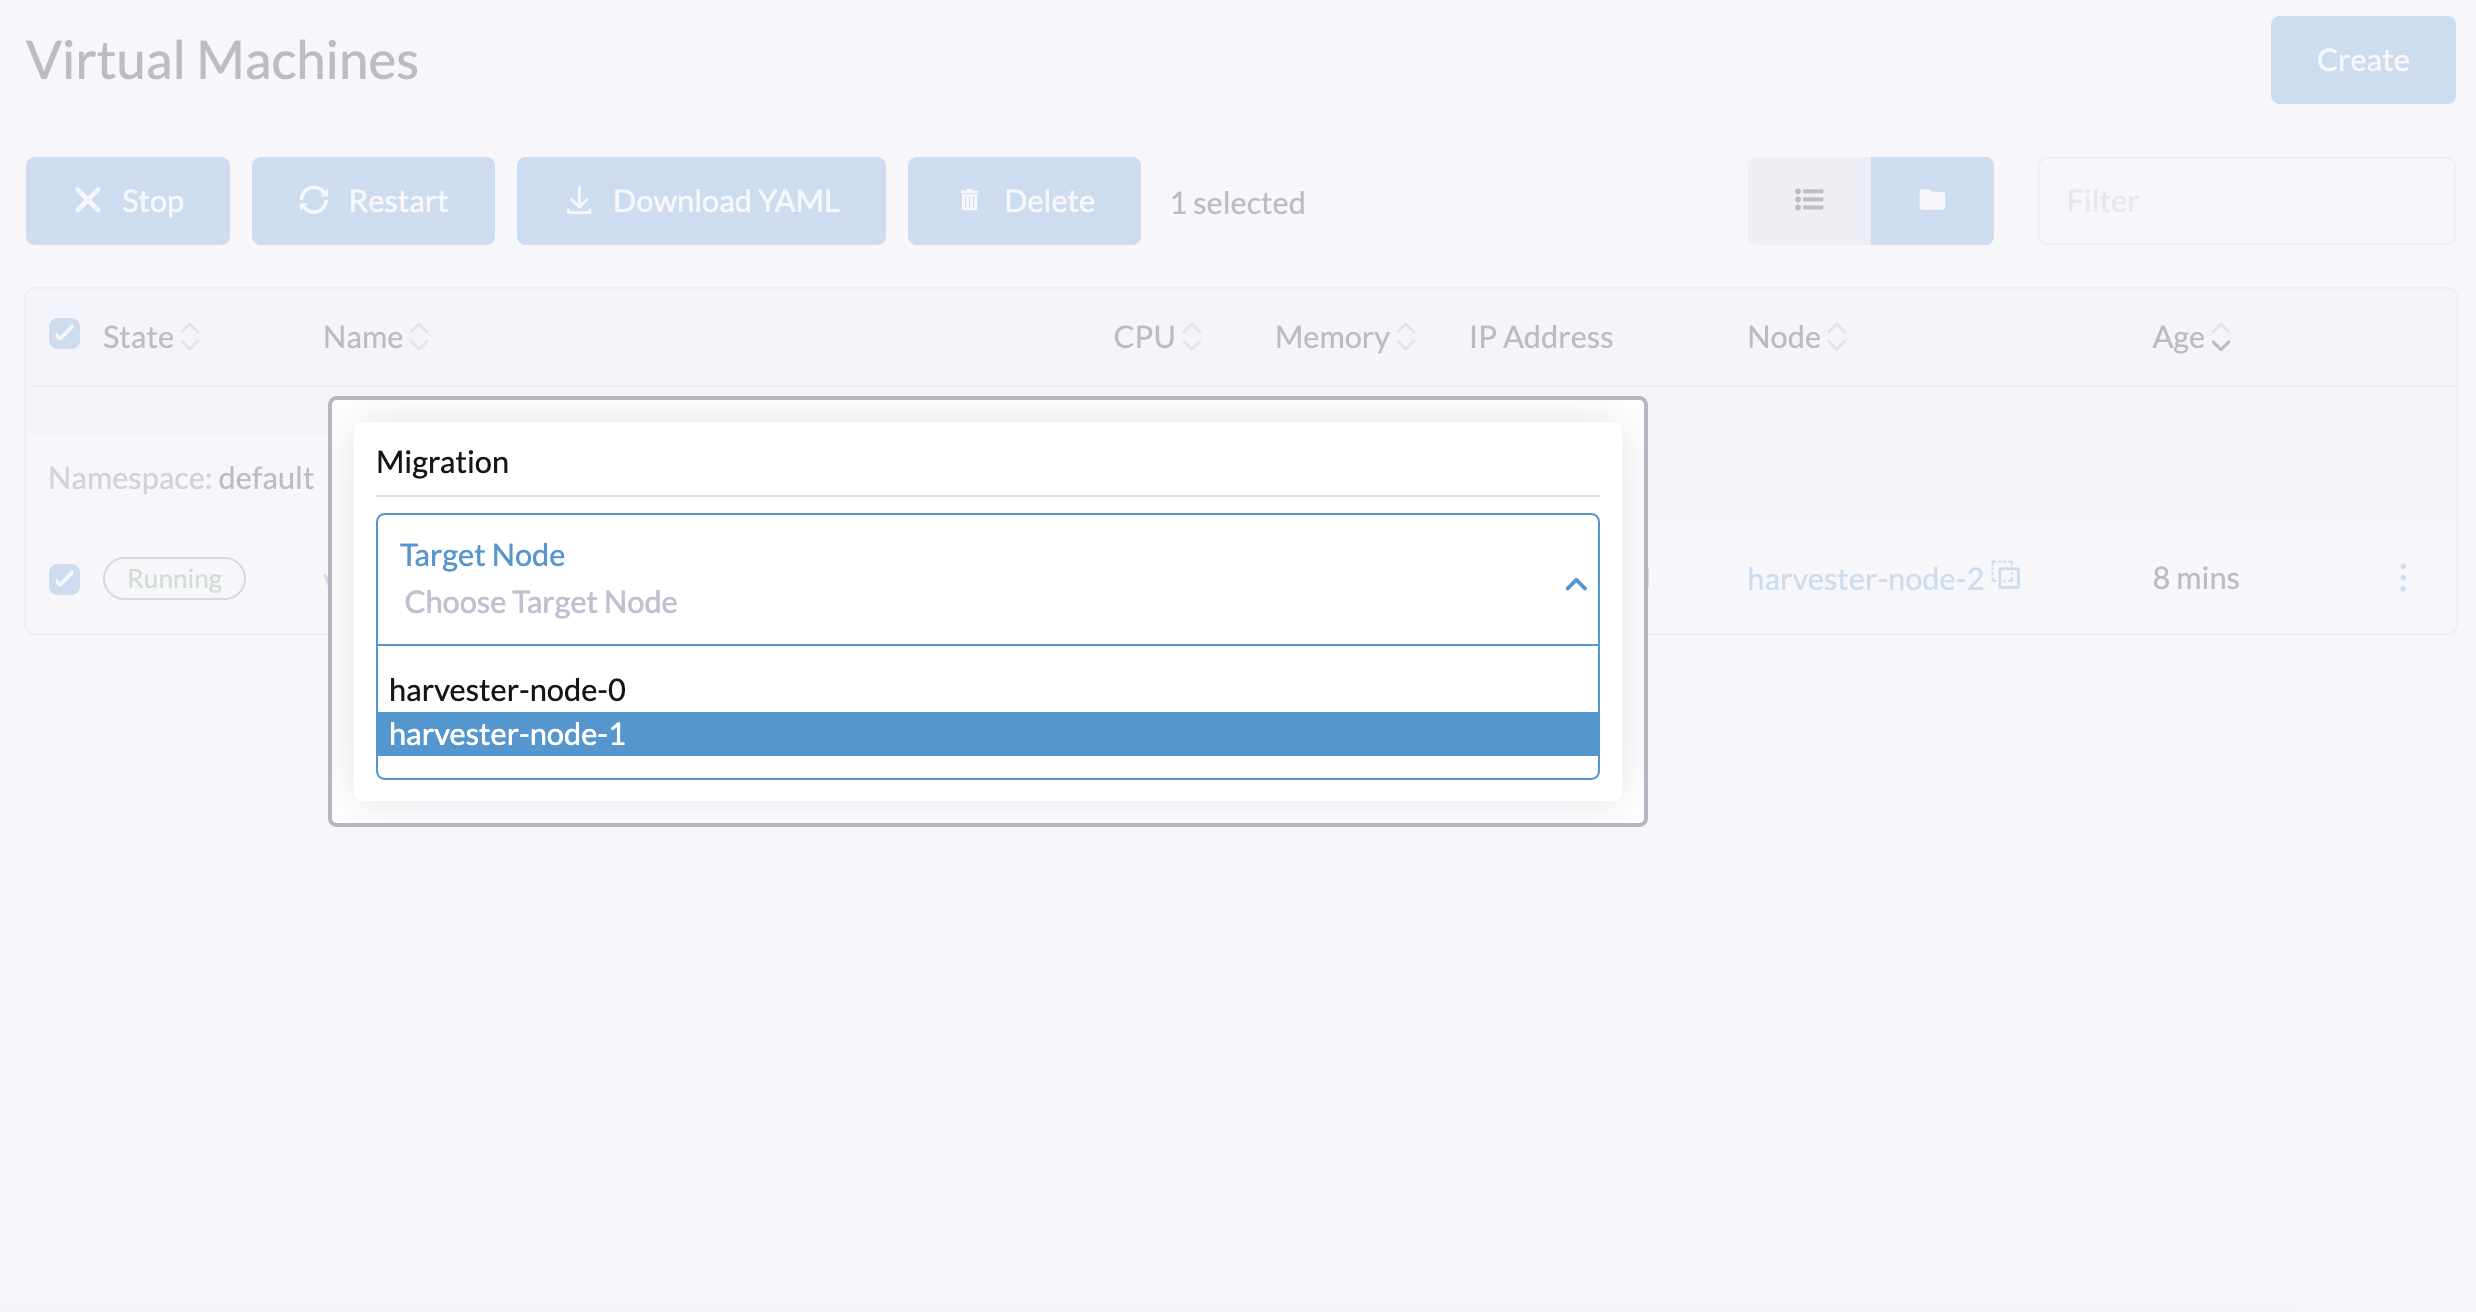 Virtual Machines
Create
Stop
Restart
Download YAML
Delete
1 selected
Filter
State
Name
CPU
Memory
IP Address
Node
Age
Namespace: default
Running
harvester-node-2
8 mins
Migration
Target Node
Choose Target Node
harvester-node-0
harvester-node-1